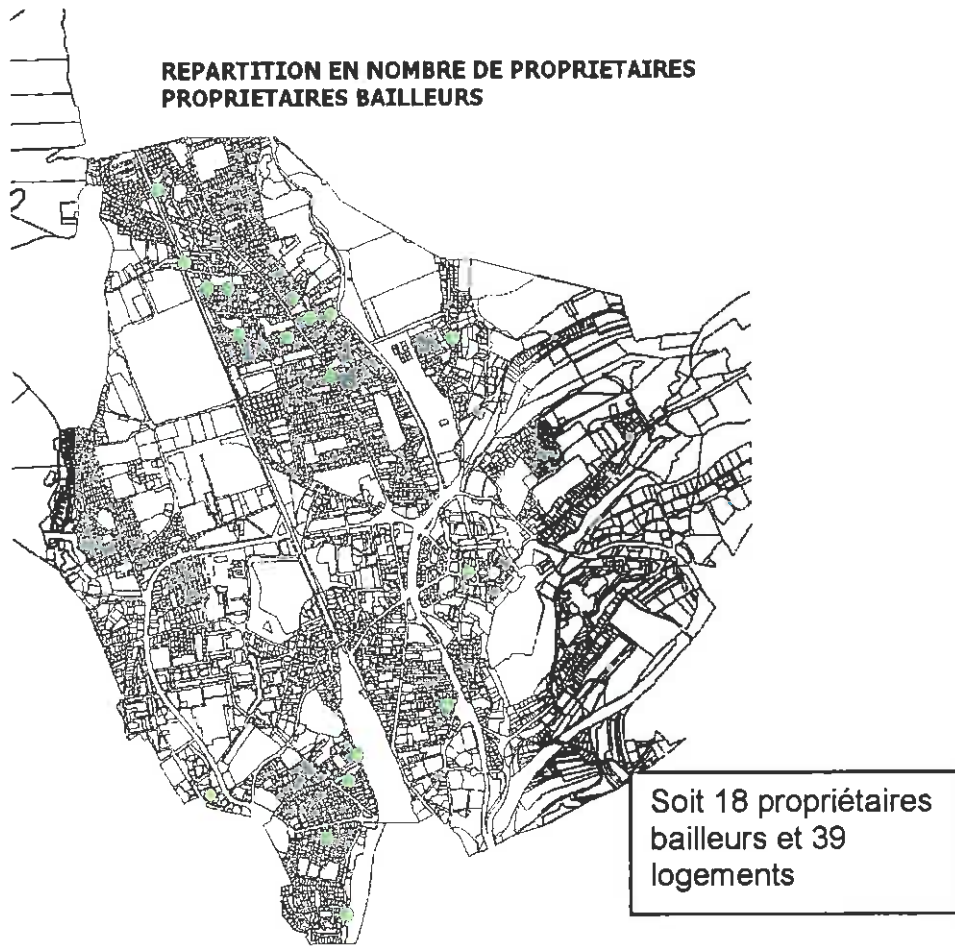 REPARTITION EN NOMBRE DE PROPRIETAIRES
PROPRIETAIRES BAILLEURS
Soit 18 propriétaires
bailleurs et 39
logements